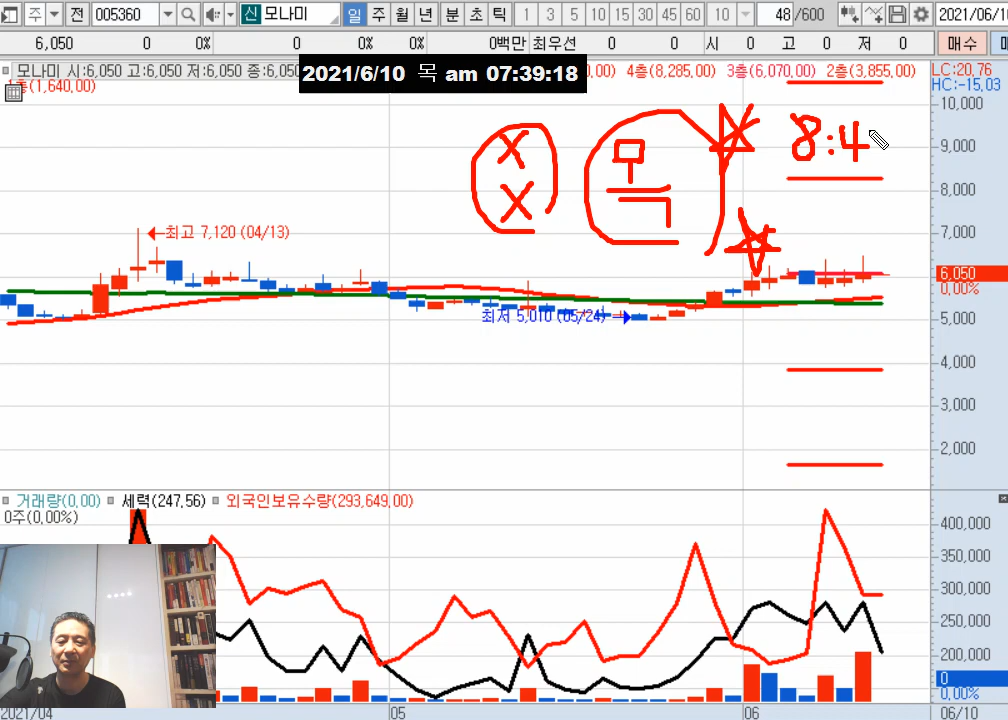 주 전 005360 신 모나미 일 주 월 년 분 초 틱 1 3 5 10 15 30 45 60 10 48 /600 2021/06/10
6,050 0 0% 0 0% 0% 0백만 최우선 0 0 시 0 고 0 저 0 매수
모나미 시:6,050 고:6,050 저:6,050 종:6,050 4층(8,285.00) 3층(6,070.00) 2층(3,855.00) LC:20.76
2021/6/10 목 am 07:39:18
층(1,640.00) HC:-15.03
10,000
X 모 8:4 9,000
X 득 8,000
최고 7,120 (04/13) 7,000
6,050
0.00%
최저 5,010 (05/24) 5,000
4,000
3,000
2,000
거래량(0.00) 세력(247.56) 외국인보유수량(293,649.00)
0주(0.00%) 400,000
350,000
300,000
250,000
200,000
0
0.00%
2021/04 05 06 06/10